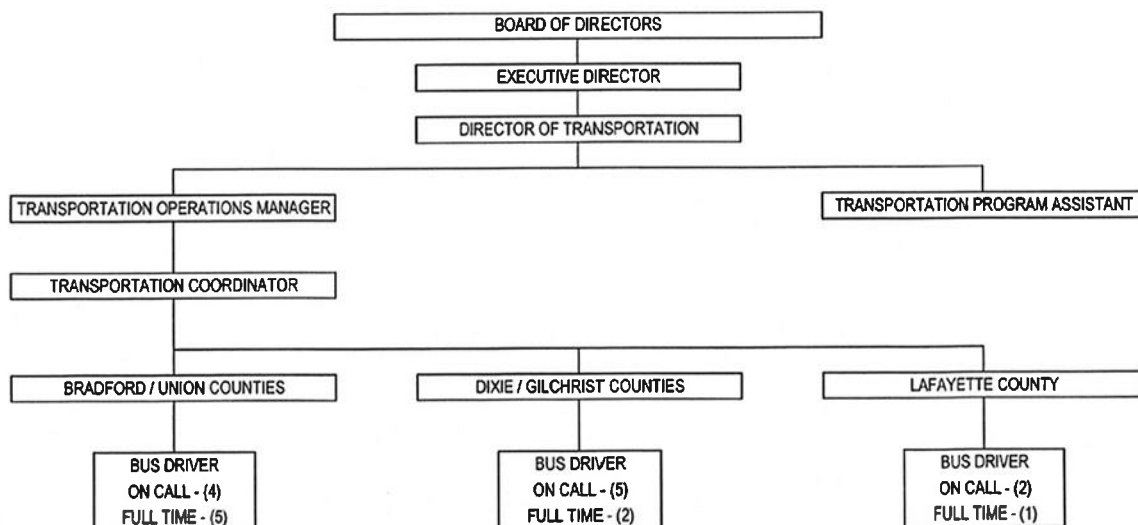 BOARD OF DIRECTORS
EXECUTIVE DIRECTOR
DIRECTOR OF TRANSPORTATION
TRANSPORTATION OPERATIONS MANAGER
TRANSPORTATION PROGRAM ASSISTANT
TRANSPORTATION COORDINATOR
BRADFORD / UNION COUNTIES
DIXIE / GILCHRIST COUNTIES
LAFAYETTE COUNTY
BUS DRIVER
ON CALL - (4)
FULL TIME - (5)
BUS DRIVER
ON CALL - (5)
FULL TIME - (2)
BUS DRIVER
ON CALL - (2)
FULL TIME - (1)